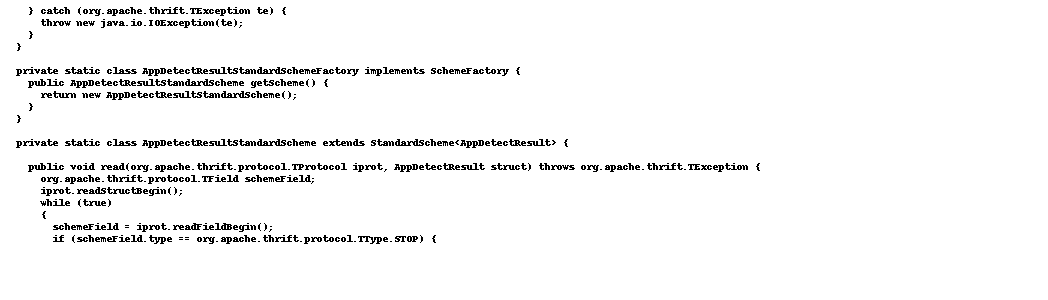 } catch (org.apache.thrift.TException te) {
    throw new java.io.IOException(te);
  }
}

private static class AppDetectResultStandardSchemeFactory implements SchemeFactory {
  public AppDetectResultStandardScheme getScheme() {
    return new AppDetectResultStandardScheme();
  }
}

private static class AppDetectResultStandardScheme extends StandardScheme<AppDetectResult> {

  public void read(org.apache.thrift.protocol.TProtocol iprot, AppDetectResult struct) throws org.apache.thrift.TException {
    org.apache.thrift.protocol.TField schemeField;
    iprot.readStructBegin();
    while (true)
    {
      schemeField = iprot.readFieldBegin();
      if (schemeField.type == org.apache.thrift.protocol.TType.STOP) {